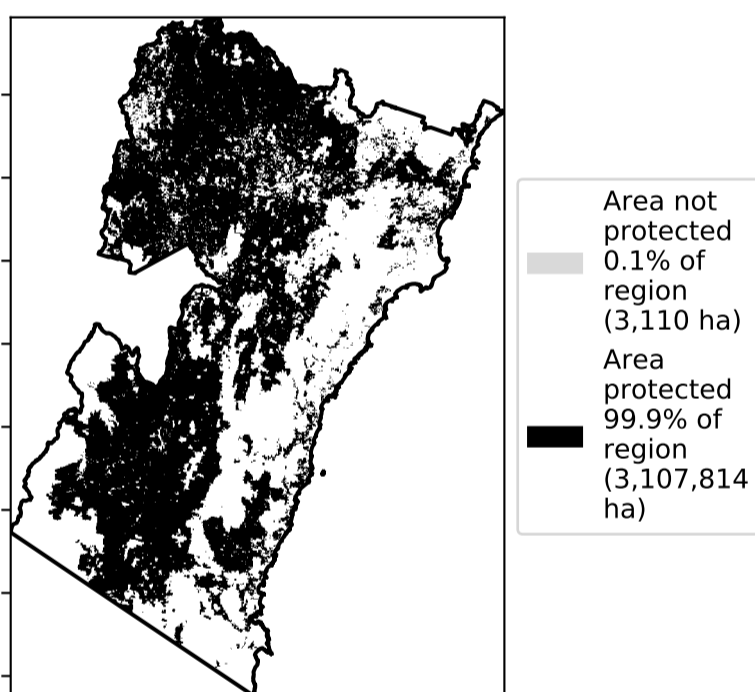 Area not
protected
0.1% of
region
(3,110 ha)
Area
protected
99.9% of
region
(3,107,814
ha)